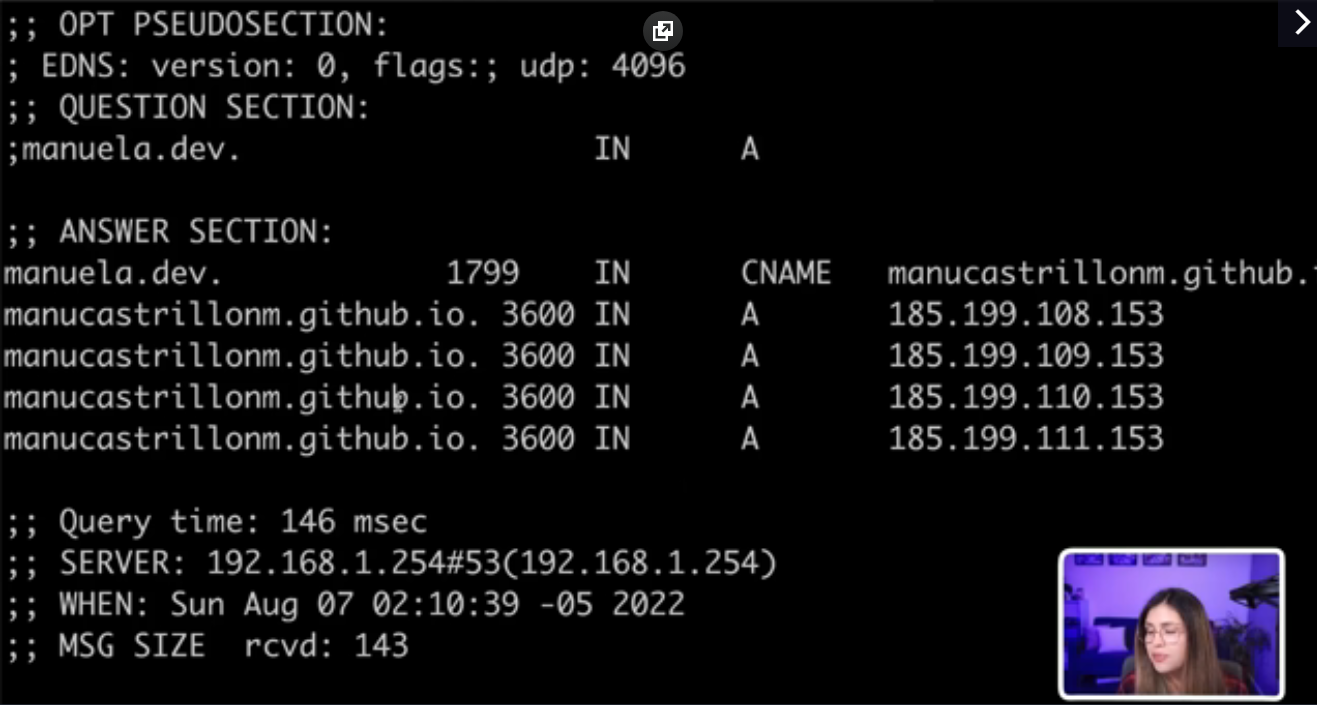 ;; OPT PSEUDOSECTION:
; EDNS: version: 0, flags:; udp: 4096
;; QUESTION SECTION:
;manuela.dev. IN A
;; ANSWER SECTION:
manuela.dev. 1799 IN CNAME manucastrillonm.github.
manucastrillonm.github.io. 3600 IN A 185.199.108.153
manucastrillonm.github.io. 3600 IN A 185.199.109.153
manucastrillonm.github.io. 3600 IN A 185.199.110.153
manucastrillonm.github.io. 3600 IN A 185.199.111.153
;; Query time: 146 msec
;; SERVER: 192.168.1.254#53(192.168.1.254)
;; WHEN: Sun Aug 07 02:10:39 -05 2022
;; MSG SIZE rcvd: 143